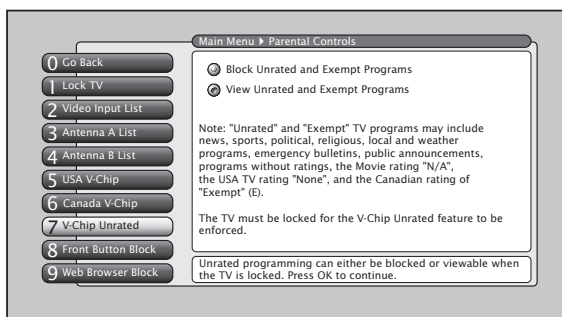 Main Menu ▶ Parental Controls
0 Go Back
1 Lock TV
2 Video Input List
3 Antenna A List
4 Antenna B List
5 USA V-Chip
6 Canada V-Chip
7 V-Chip Unrated
8 Front Button Block
9 Web Browser Block
Block Unrated and Exempt Programs
View Unrated and Exempt Programs
Note: "Unrated" and "Exempt" TV programs may include
news, sports, political, religious, local and weather
programs, emergency bulletins, public announcements,
programs without ratings, the Movie rating "N/A",
the USA TV rating "None", and the Canadian rating of
"Exempt" (E).
The TV must be locked for the V-Chip Unrated feature to be
enforced.
Unrated programming can either be blocked or viewable when
the TV is locked. Press OK to continue.